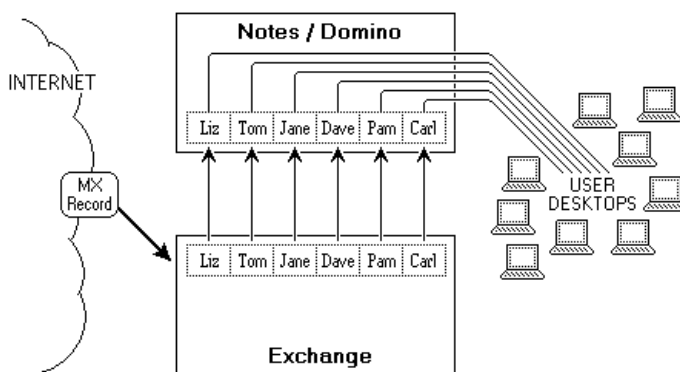 Notes / Domino
INTERNET
Liz Tom Jane Dave Pam Carl
MX
Record
USER
DESKTOPS
Liz Tom Jane Dave Pam Carl
Exchange